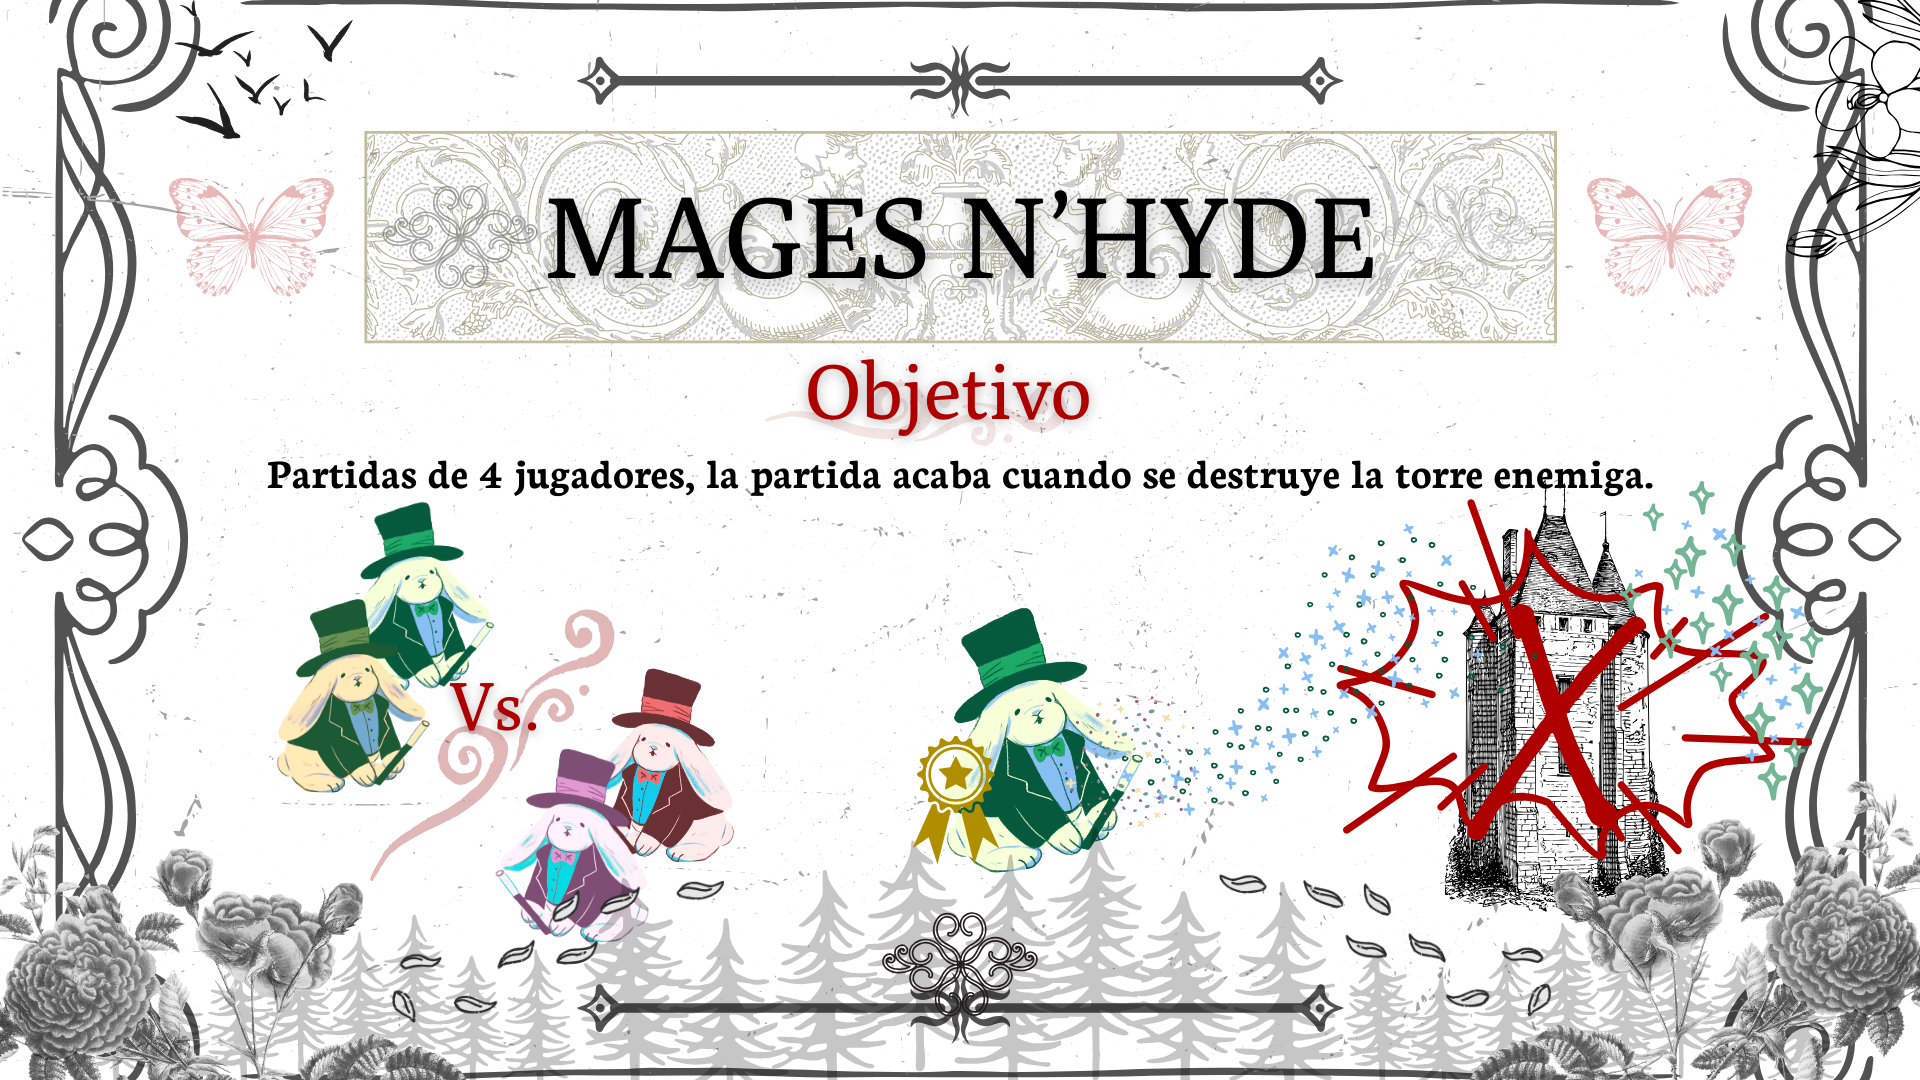 MAGES N’HYDE
Objetivo
Partidas de 4 jugadores, la partida acaba cuando se destruye la torre enemiga.
Vs.